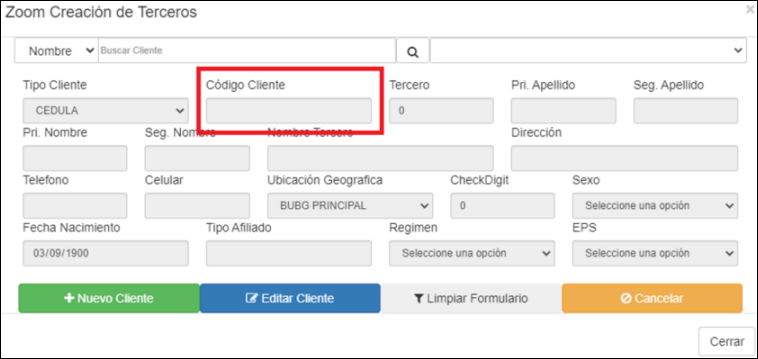 Zoom Creación de Terceros
×
Nombre Buscar Cliente
Tipo Cliente Código Cliente Tercero Pri. Apellido Seg. Apellido
CEDULA 0
Pri. Nombre Seg. Nombre Nombre Tercero Dirección
Telefono Celular Ubicación Geografica CheckDigit Sexo
BUBG PRINCIPAL 0 Seleccione una opción
Fecha Nacimiento Tipo Afiliado Regimen EPS
03/09/1900 Seleccione una opción Seleccione una opción
Nuevo Cliente Editar Cliente Limpiar Formulario Cancelar
Cerrar